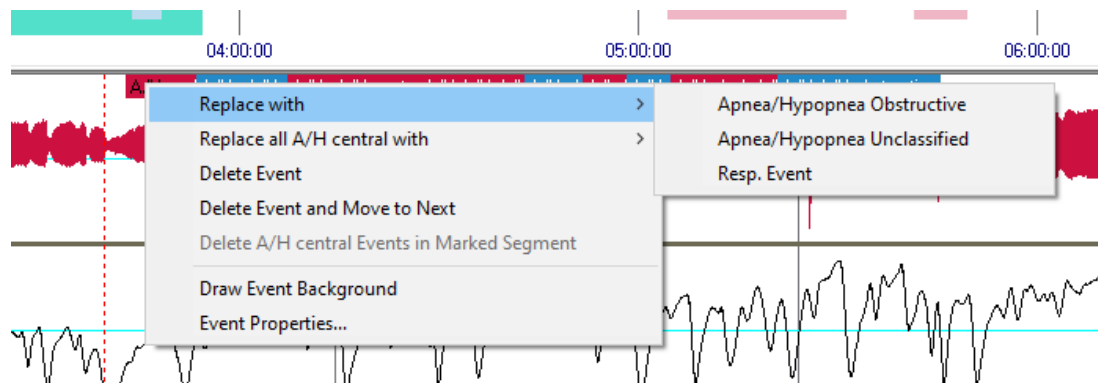 04:00:00 05:00:00 06:00:00
Replace with
Replace all A/H central with
Delete Event
Delete Event and Move to Next
Delete A/H central Events in Marked Segment
Draw Event Background
Event Properties...
Apnea/Hypopnea Obstructive
Apnea/Hypopnea Unclassified
Resp. Event